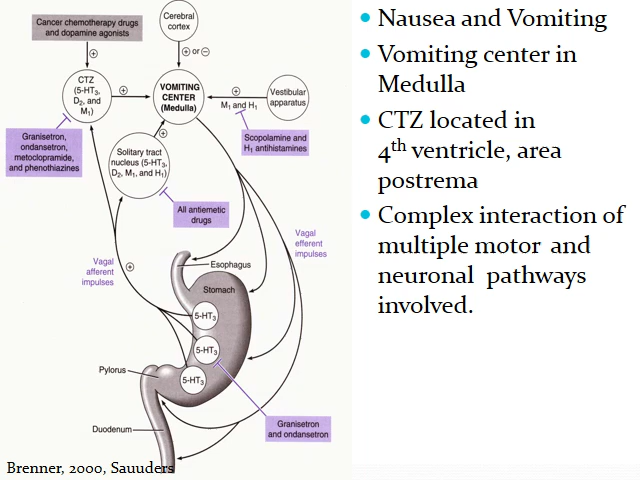 Cancer chemotherapy drugs
and dopamine agonists
Cerebral
cortex
+ or −
CTZ
(5-HT3,
D2, and
M1)
+
VOMITING
CENTER
(Medulla)
+
M1 and H1
Vestibular
apparatus
Granisetron,
ondansetron,
metoclopramide,
and phenothiazines
+
Solitary tract
nucleus (5-HT3,
D2, M1, and H1)
+
Scopolamine and
H1 antihistamines
All antiemetic
drugs
Vagal
afferent
impulses
+
Vagal
efferent
impulses
Esophagus
Stomach
5-HT3
5-HT3
5-HT3
Pylorus
Duodenum
Granisetron
and ondansetron
Brenner, 2000, Sauuders
• Nausea and Vomiting
• Vomiting center in
Medulla
• CTZ located in
4th ventricle, area
postrema
• Complex interaction of
multiple motor and
neuronal pathways
involved.